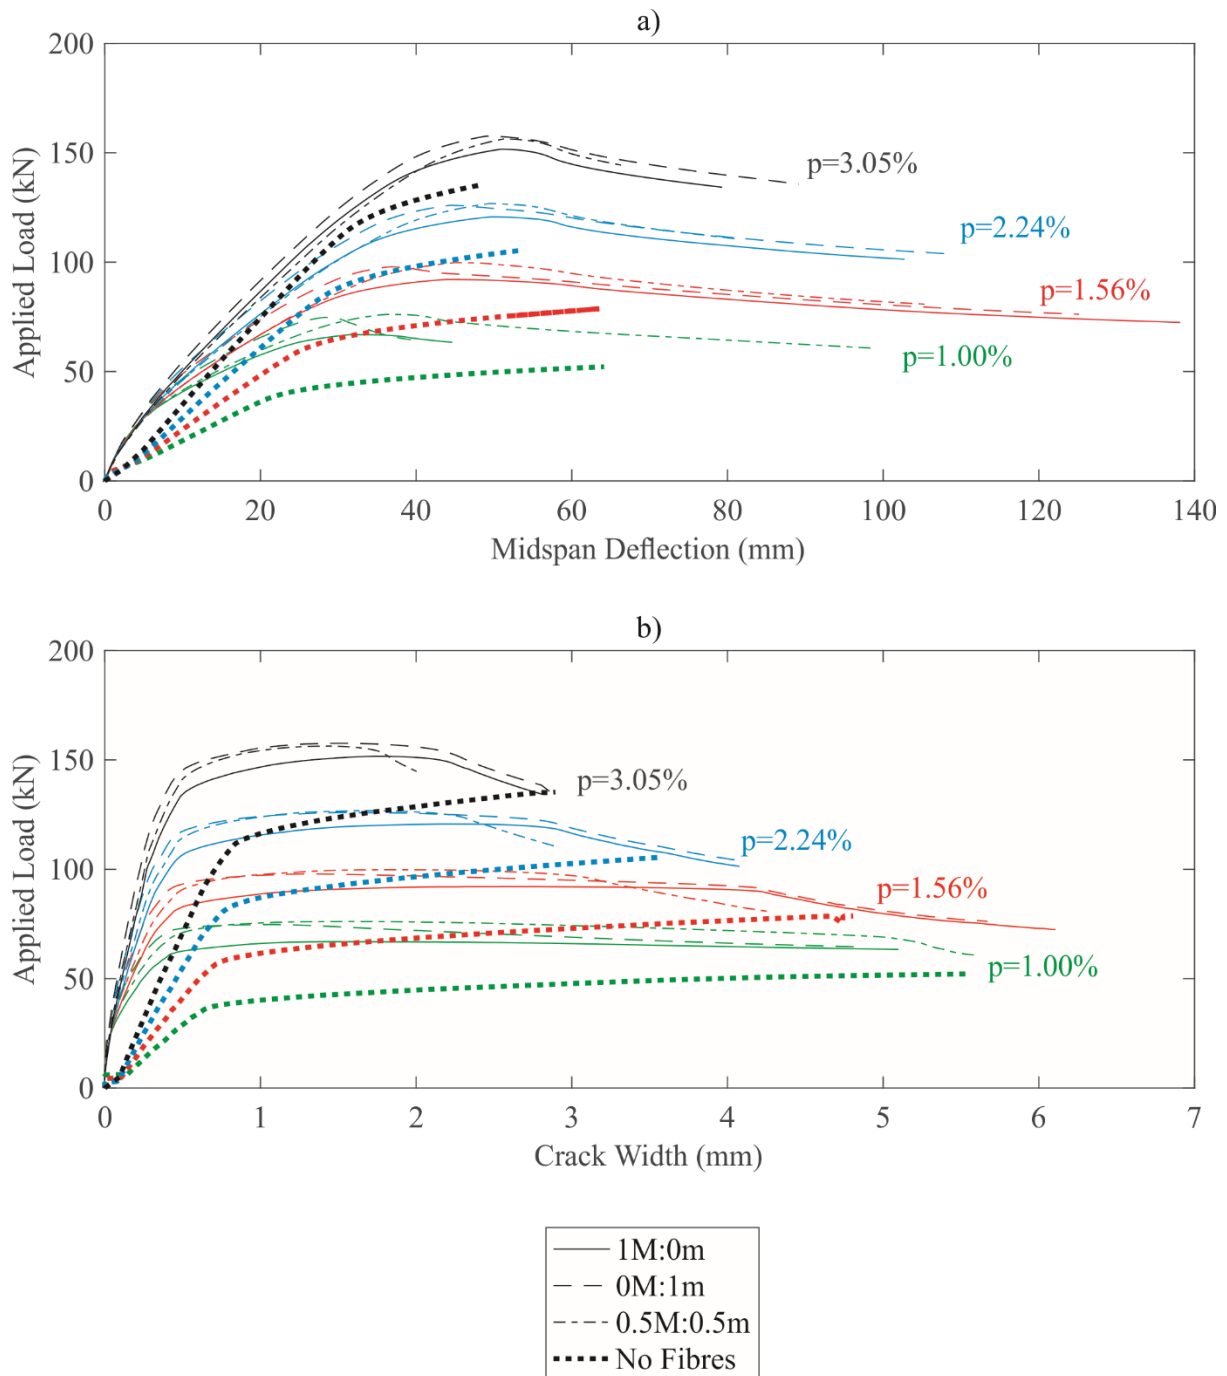 a)
200
150
100
50
0
Applied Load (kN)
p=3.05%
p=2.24%
p=1.56%
p=1.00%
0 20 40 60 80 100 120 140
Midspan Deflection (mm)
b)
200
150
100
50
0
Applied Load (kN)
p=3.05%
p=2.24%
p=1.56%
p=1.00%
0 1 2 3 4 5 6 7
Crack Width (mm)
1M:0m
0M:1m
0.5M:0.5m
No Fibres